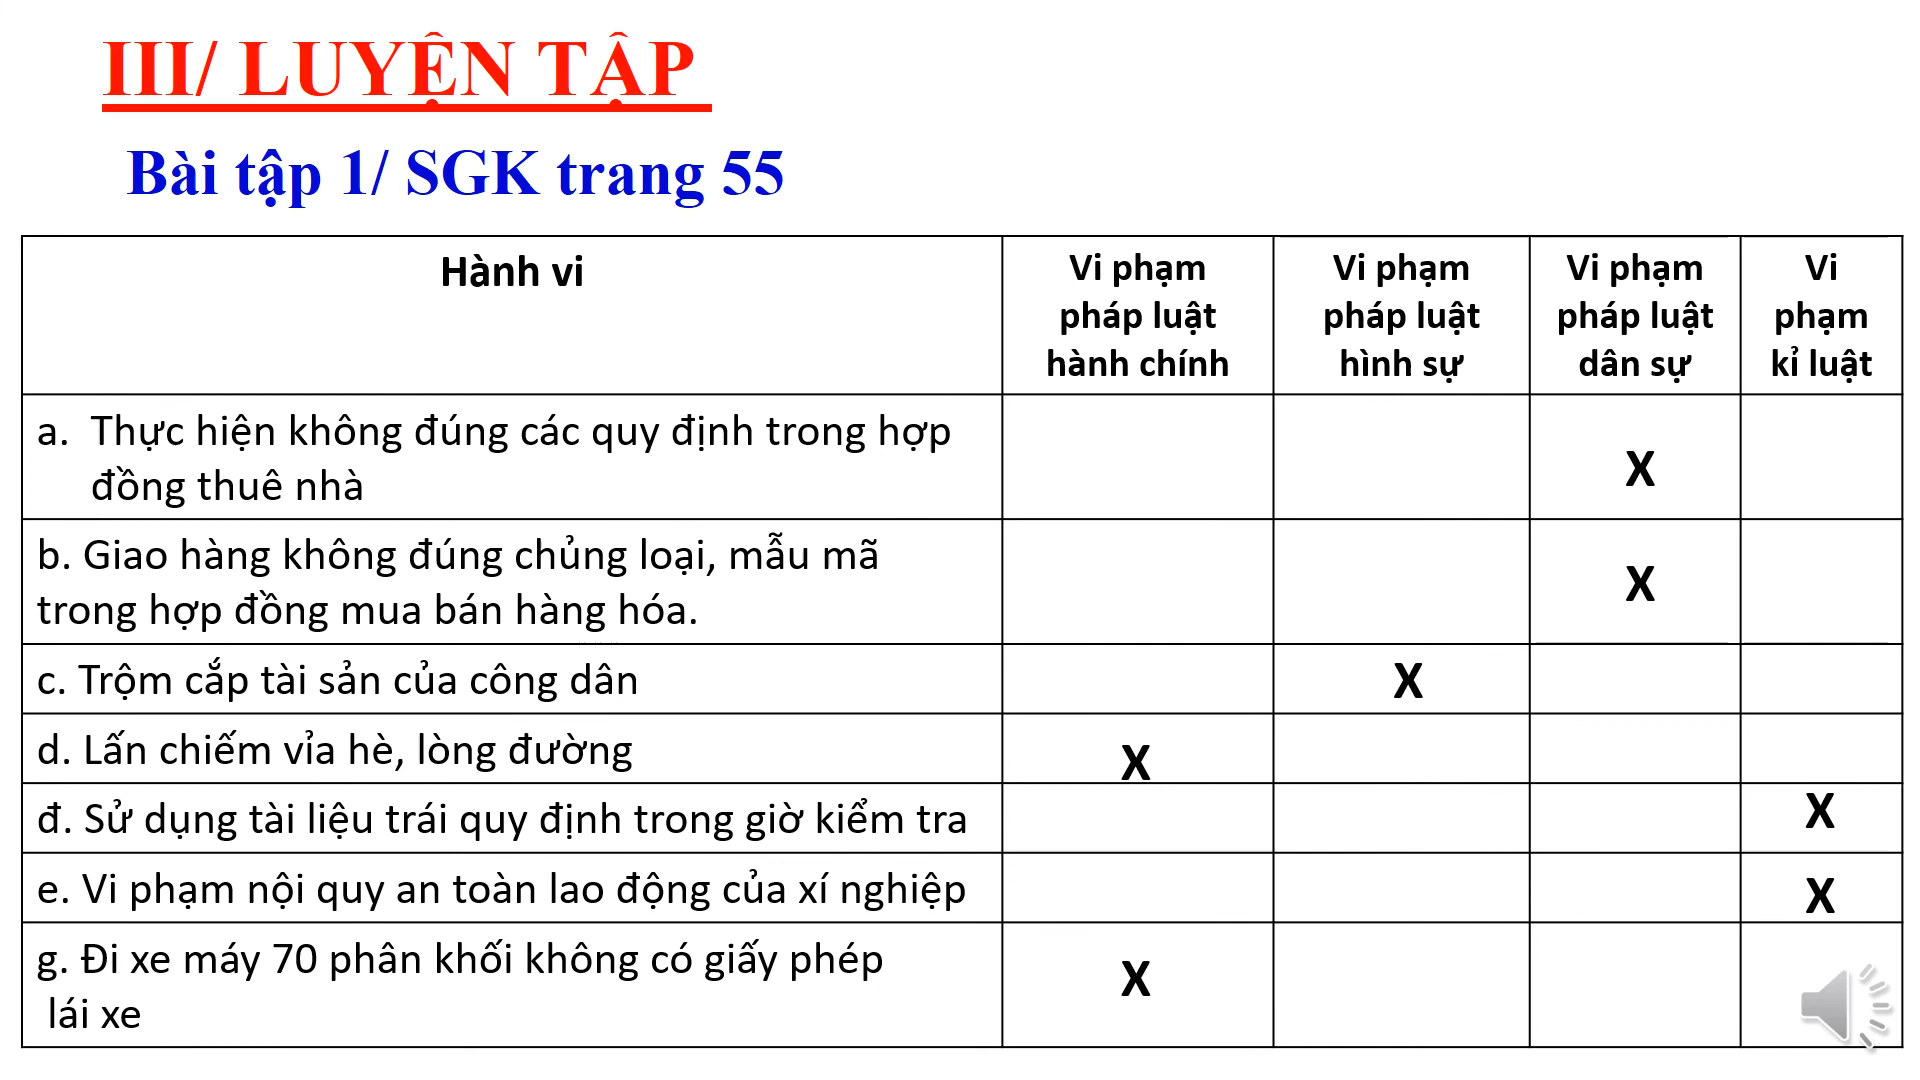 III/ LUYỆN TẬP
Bài tập 1/ SGK trang 55
Hành vi
Vi phạm
pháp luật
hành chính
Vi phạm
pháp luật
hình sự
Vi phạm
pháp luật
dân sự
Vi
phạm
kỉ luật
a. Thực hiện không đúng các quy định trong hợp
đồng thuê nhà
X
b. Giao hàng không đúng chủng loại, mẫu mã
trong hợp đồng mua bán hàng hóa.
X
c. Trộm cắp tài sản của công dân
X
d. Lấn chiếm vỉa hè, lòng đường
X
đ. Sử dụng tài liệu trái quy định trong giờ kiểm tra
X
e. Vi phạm nội quy an toàn lao động của xí nghiệp
X
g. Đi xe máy 70 phân khối không có giấy phép
lái xe
X